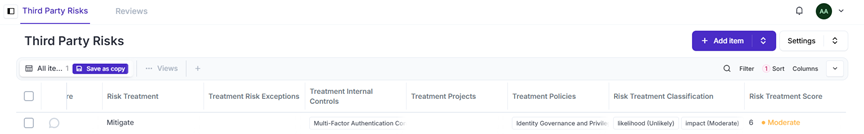 Third Party Risks Reviews AA
Third Party Risks + Add item Settings
All ite... 1 Save as copy ... Views + Filter 1 Sort Columns
re Risk Treatment Treatment Risk Exceptions Treatment Internal Controls Treatment Projects Treatment Policies Risk Treatment Classification Risk Treatment Score
Mitigate Multi-Factor Authentication Identity Governance and likelihood (Unlikely) impact (Moderate) 6 Moderate